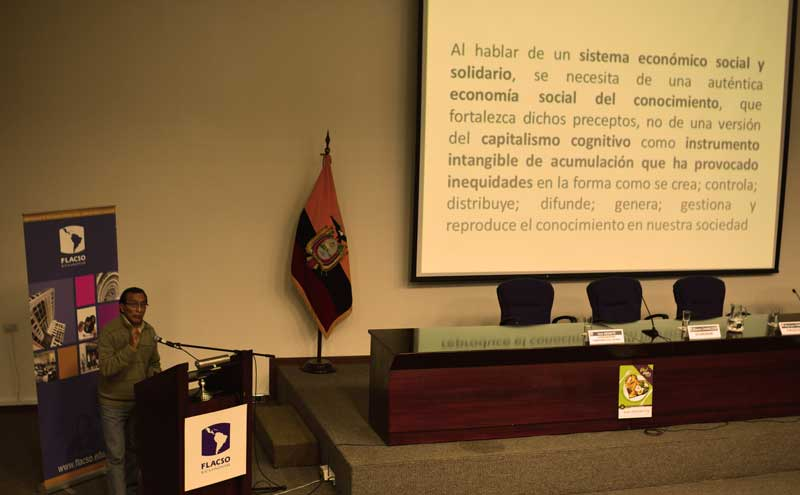 Al hablar de un sistema económico social y
solidario, se necesita de una auténtica
economía social del conocimiento, que
fortalezca dichos preceptos, no de una versión
del capitalismo cognitivo como instrumento
intangible de acumulación que ha provocado
inequidades en la forma como se crea; controla;
distribuye; difunde; genera; gestiona y
reproduce el conocimiento en nuestra sociedad
FLACSO
ECUADOR
www.flacso.edu
FLACSO
ECUADOR